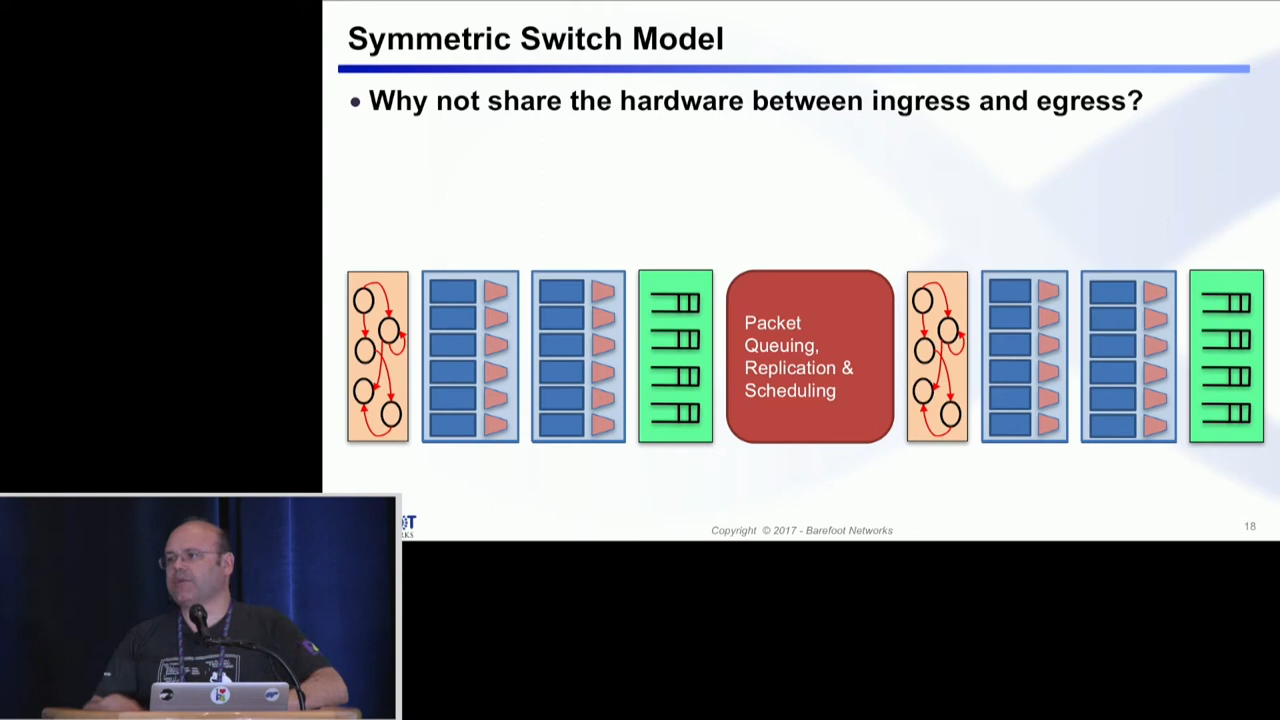 Symmetric Switch Model
• Why not share the hardware between ingress and egress?
Packet
Queuing,
Replication &
Scheduling
Copyright © 2017 - Barefoot Networks
18